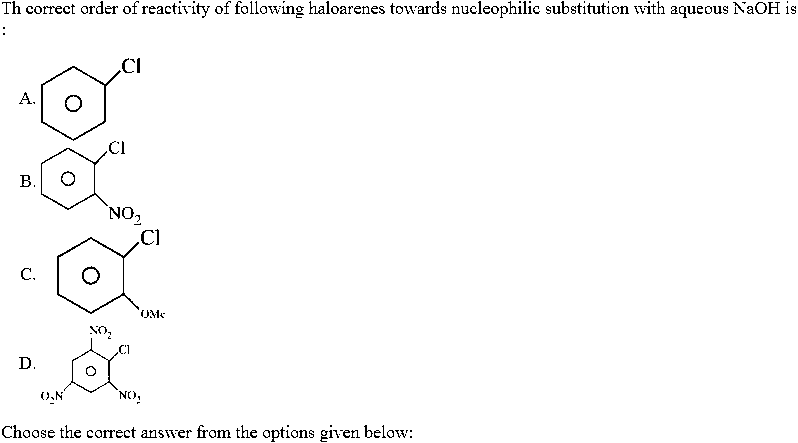 Th correct order of reactivity of following haloarenes towards nucleophilic substitution with aqueous NaOH is
:
Cl
A.
Cl
B.
NO2
Cl
C.
OMe
NO2
Cl
D.
O2N
NO2
Choose the correct answer from the options given below: